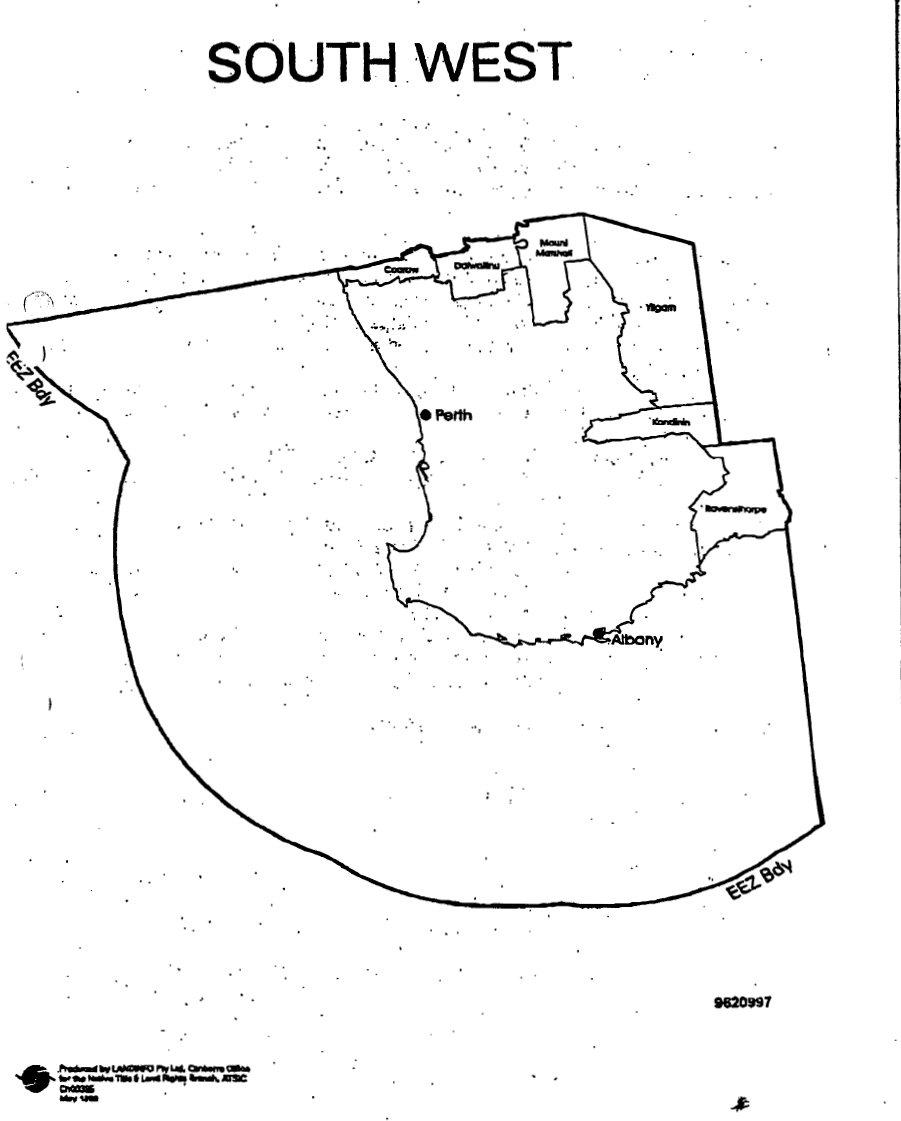 SOUTH WEST
Mount
Marshall
Coorow
Dalwallinu
Yilgarn
EEZ Bdy
Perth
Kondinin
Ravensthorpe
Albany
EEZ Bdy
9620997
Produced by LANDINFO Pty Ltd, Canberra Office
for the Native Title & Land Rights Branch, ATSIC
May